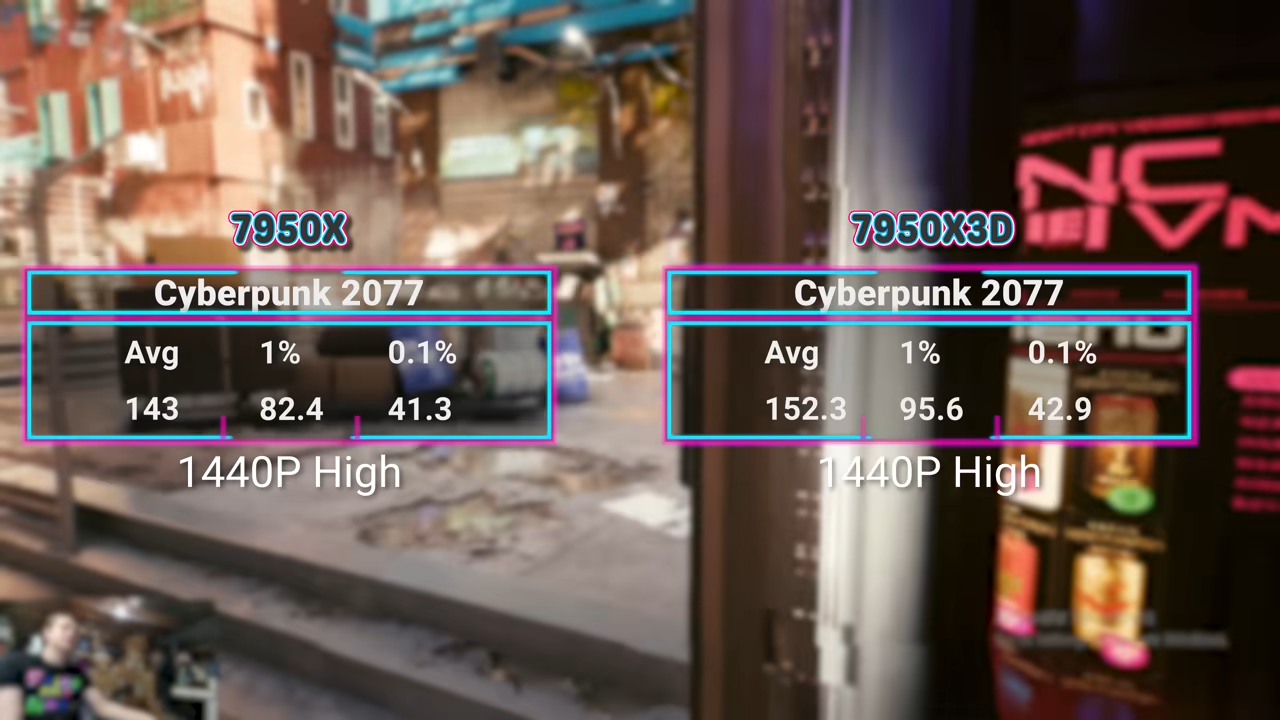 7950X
Cyberpunk 2077
Avg 1% 0.1%
143 82.4 41.3
1440P High
7950X3D
Cyberpunk 2077
Avg 1% 0.1%
152.3 95.6 42.9
1440P High
NC